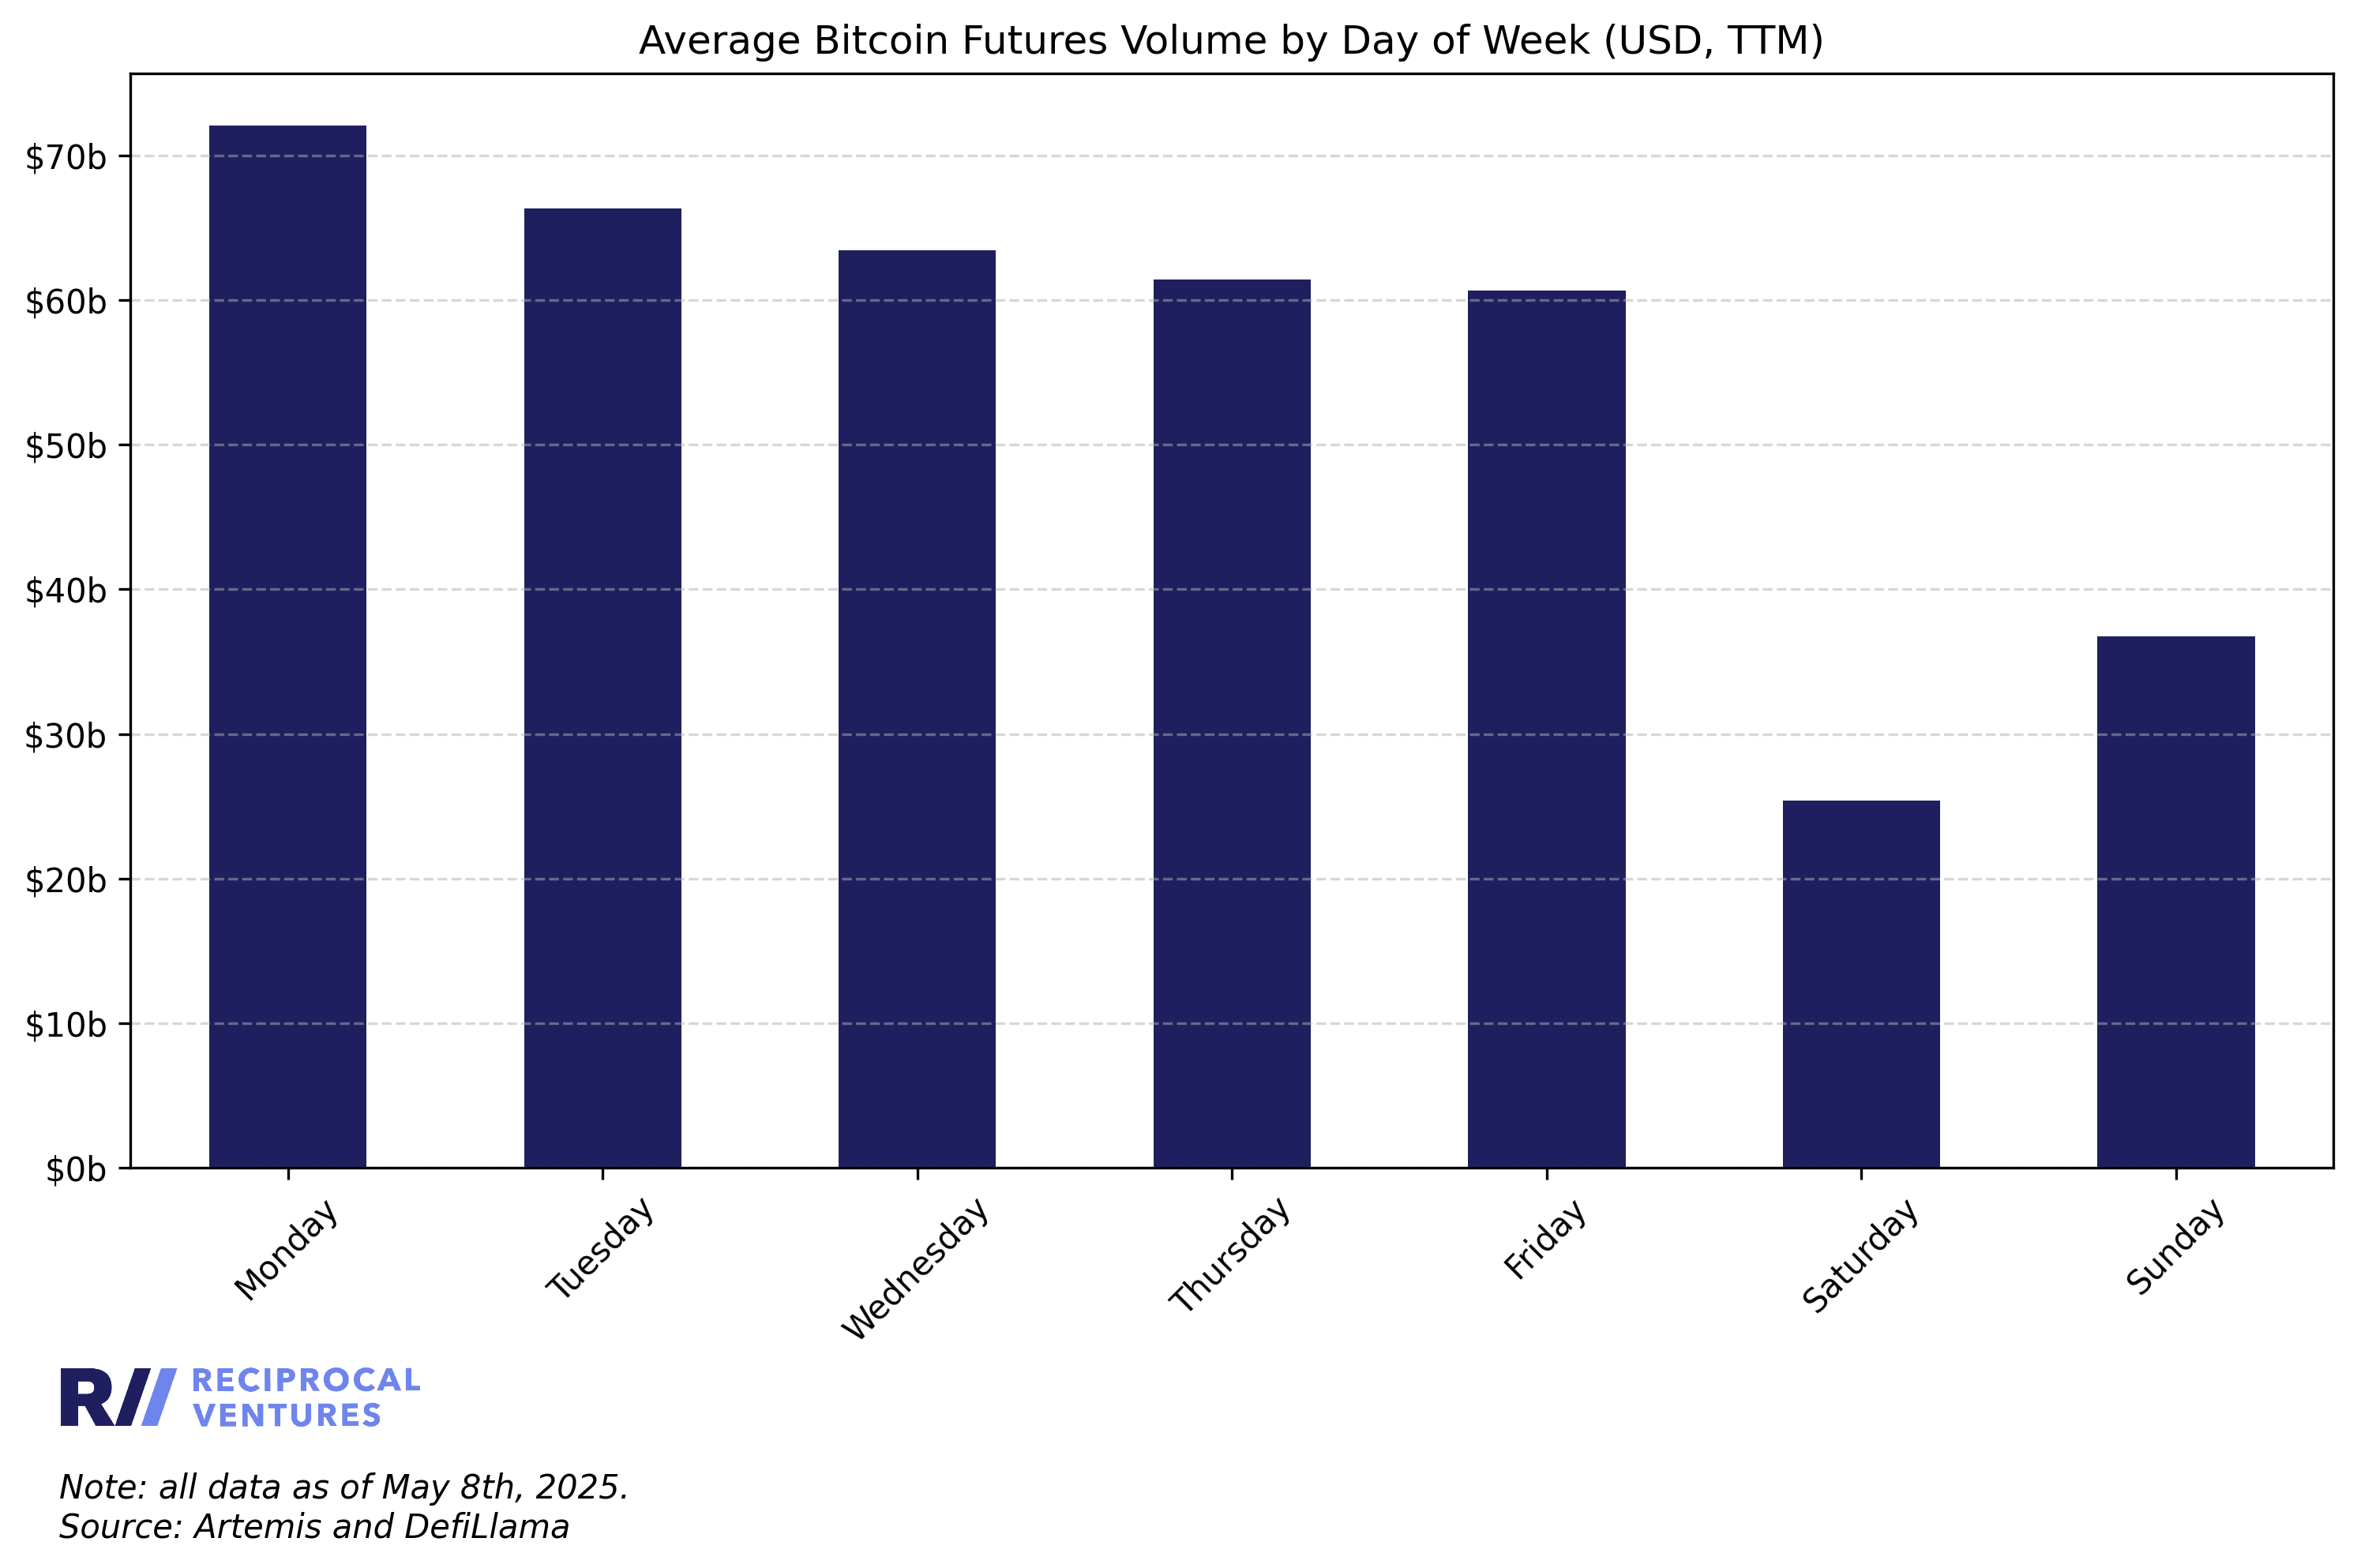 Average Bitcoin Futures Volume by Day of Week (USD, TTM)
$70b
$60b
$50b
$40b
$30b
$20b
$10b
$0b
Monday
Tuesday
Wednesday
Thursday
Friday
Saturday
Sunday
R// RECIPROCAL
VENTURES
Note: all data as of May 8th, 2025.
Source: Artemis and DefiLlama